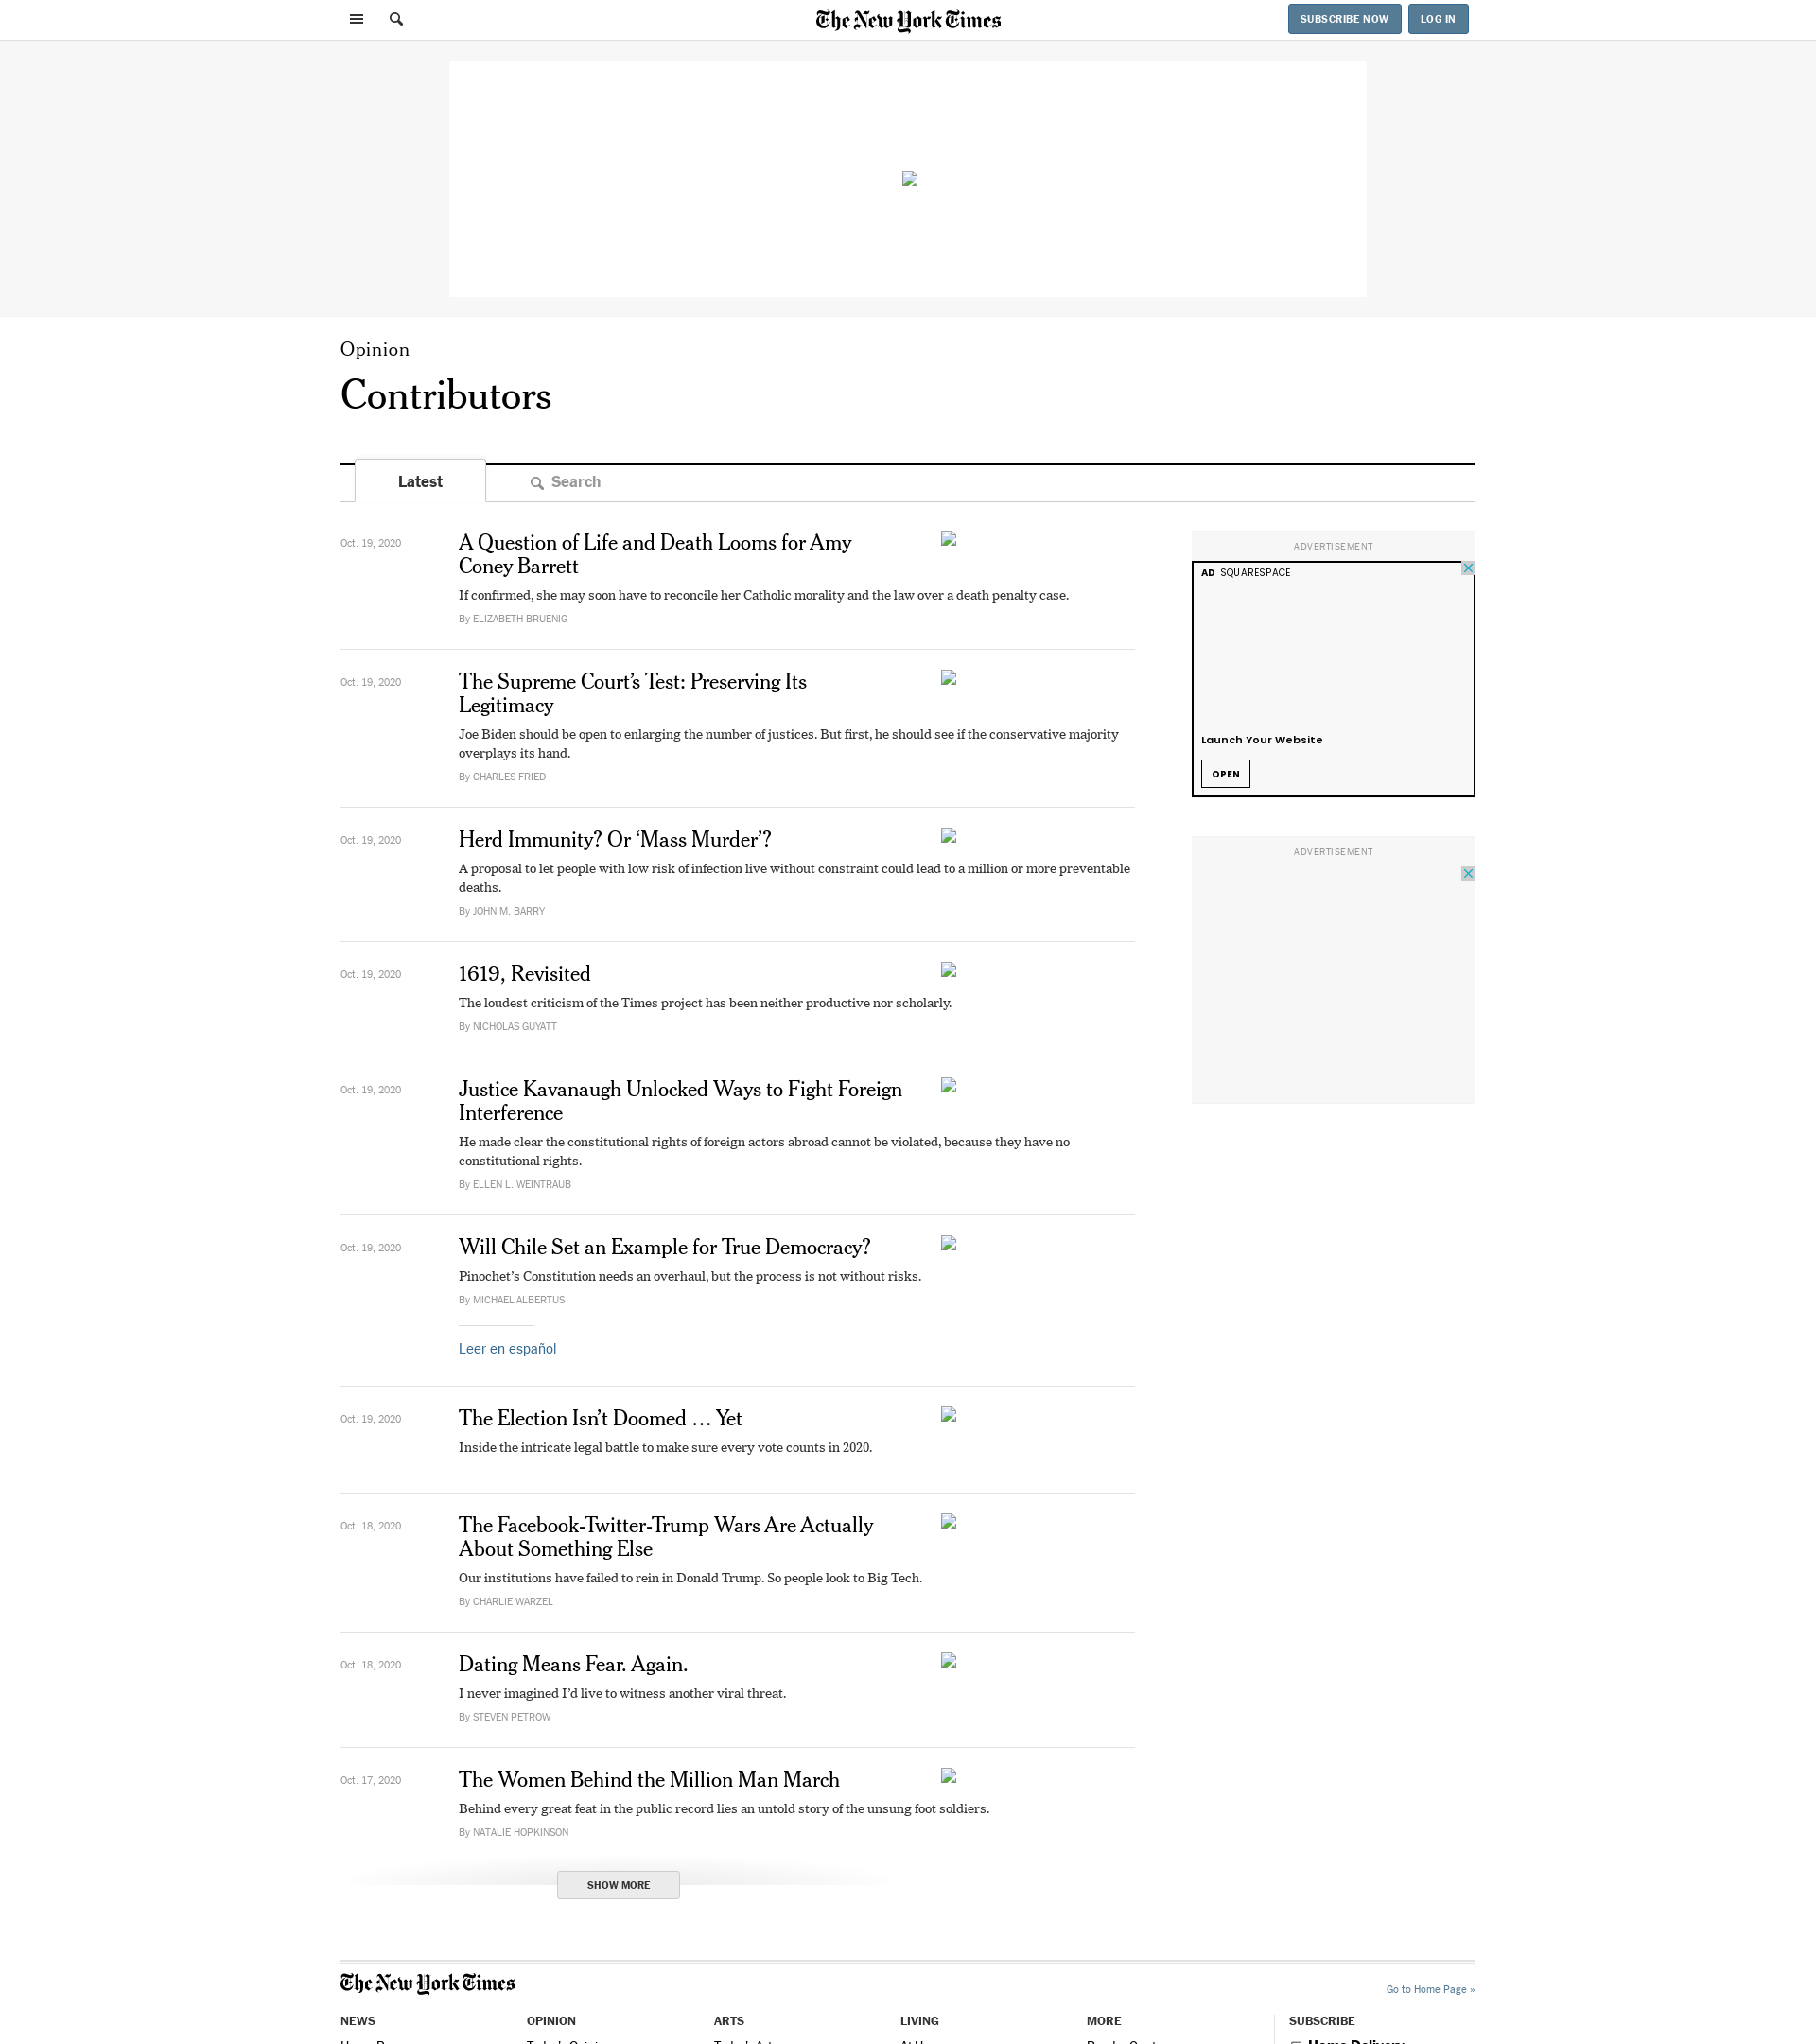 The New York Times
SUBSCRIBE NOW
LOG IN
Opinion
Contributors
Latest
Search
Oct. 19, 2020
A Question of Life and Death Looms for Amy
Coney Barrett
If confirmed, she may soon have to reconcile her Catholic morality and the law over a death penalty case.
By ELIZABETH BRUENIG
Oct. 19, 2020
The Supreme Court’s Test: Preserving Its
Legitimacy
Joe Biden should be open to enlarging the number of justices. But first, he should see if the conservative majority
overplays its hand.
By CHARLES FRIED
Oct. 19, 2020
Herd Immunity? Or ‘Mass Murder’?
A proposal to let people with low risk of infection live without constraint could lead to a million or more preventable
deaths.
By JOHN M. BARRY
Oct. 19, 2020
1619, Revisited
The loudest criticism of the Times project has been neither productive nor scholarly.
By NICHOLAS GUYATT
Oct. 19, 2020
Justice Kavanaugh Unlocked Ways to Fight Foreign
Interference
He made clear the constitutional rights of foreign actors abroad cannot be violated, because they have no
constitutional rights.
By ELLEN L. WEINTRAUB
Oct. 19, 2020
Will Chile Set an Example for True Democracy?
Pinochet’s Constitution needs an overhaul, but the process is not without risks.
By MICHAEL ALBERTUS
Leer en español
Oct. 19, 2020
The Election Isn’t Doomed … Yet
Inside the intricate legal battle to make sure every vote counts in 2020.
Oct. 18, 2020
The Facebook-Twitter-Trump Wars Are Actually
About Something Else
Our institutions have failed to rein in Donald Trump. So people look to Big Tech.
By CHARLIE WARZEL
Oct. 18, 2020
Dating Means Fear. Again.
I never imagined I’d live to witness another viral threat.
By STEVEN PETROW
Oct. 17, 2020
The Women Behind the Million Man March
Behind every great feat in the public record lies an untold story of the unsung foot soldiers.
By NATALIE HOPKINSON
SHOW MORE
ADVERTISEMENT
AD SQUARESPACE
Launch Your Website
OPEN
ADVERTISEMENT
The New York Times
Go to Home Page »
NEWS
OPINION
ARTS
LIVING
MORE
SUBSCRIBE
Home Delivery